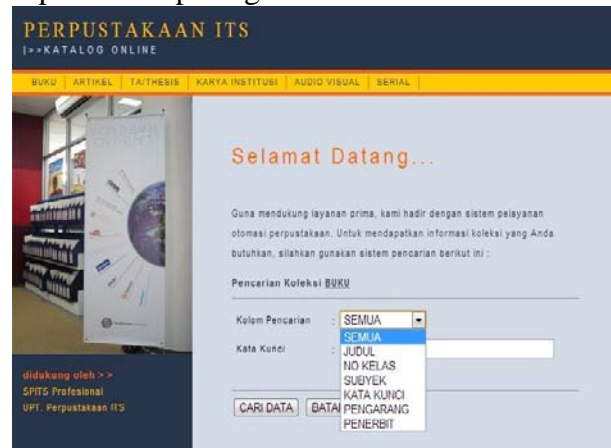 PERPUSTAKAAN ITS
|>>KATALOG ONLINE
BUKU | ARTIKEL | TA/THESIS | KARYA INSTITUSI | AUDIO VISUAL | SERIAL |
Selamat Datang...
Guna mendukung layanan prima, kami hadir dengan sistem pelayanan
otomasi perpustakaan. Untuk mendapatkan informasi koleksi yang Anda
butuhkan, silahkan gunakan sistem pencarian berikut ini :
Pencarian Koleksi BUKU
Kolom Pencarian : SEMUA
SEMUA
Kata Kunci : JUDUL
NO KELAS
SUBYEK
KATA KUNCI
CARI DATA PENGARANG
PENERBIT
didukung oleh >>
SPITS Profesional
UPT. Perpustakaan ITS